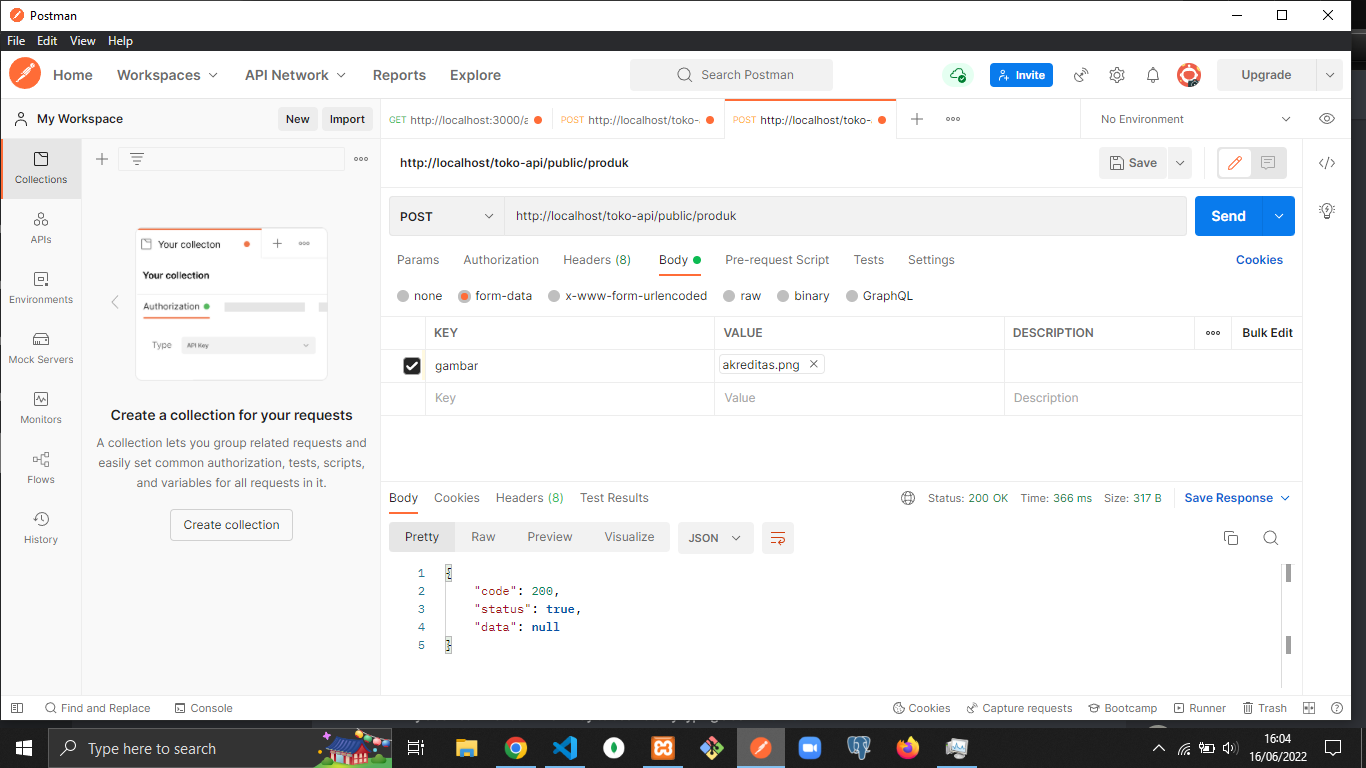 Postman
File Edit View Help
Home Workspaces API Network Reports Explore Search Postman Invite Upgrade
My Workspace New Import GET http://localhost:3000/a POST http://localhost/toko- POST http://localhost/toko-a No Environment
Collections
APIs
Environments
Mock Servers
Monitors
Flows
History
Your collecton
Your collection
Authorization
Type API Key
Create a collection for your requests
A collection lets you group related requests and
easily set common authorization, tests, scripts,
and variables for all requests in it.
Create collection
http://localhost/toko-api/public/produk Save
POST http://localhost/toko-api/public/produk Send
Params Authorization Headers (8) Body Pre-request Script Tests Settings Cookies
none form-data x-www-form-urlencoded raw binary GraphQL
KEY VALUE DESCRIPTION Bulk Edit
gambar akreditas.png
Key Value Description
Body Cookies Headers (8) Test Results Status: 200 OK Time: 366 ms Size: 317 B Save Response
Pretty Raw Preview Visualize JSON
1 {
2 "code": 200,
3 "status": true,
4 "data": null
5 }
Find and Replace Console Cookies Capture requests Bootcamp Runner Trash
Type here to search
16:04
16/06/2022